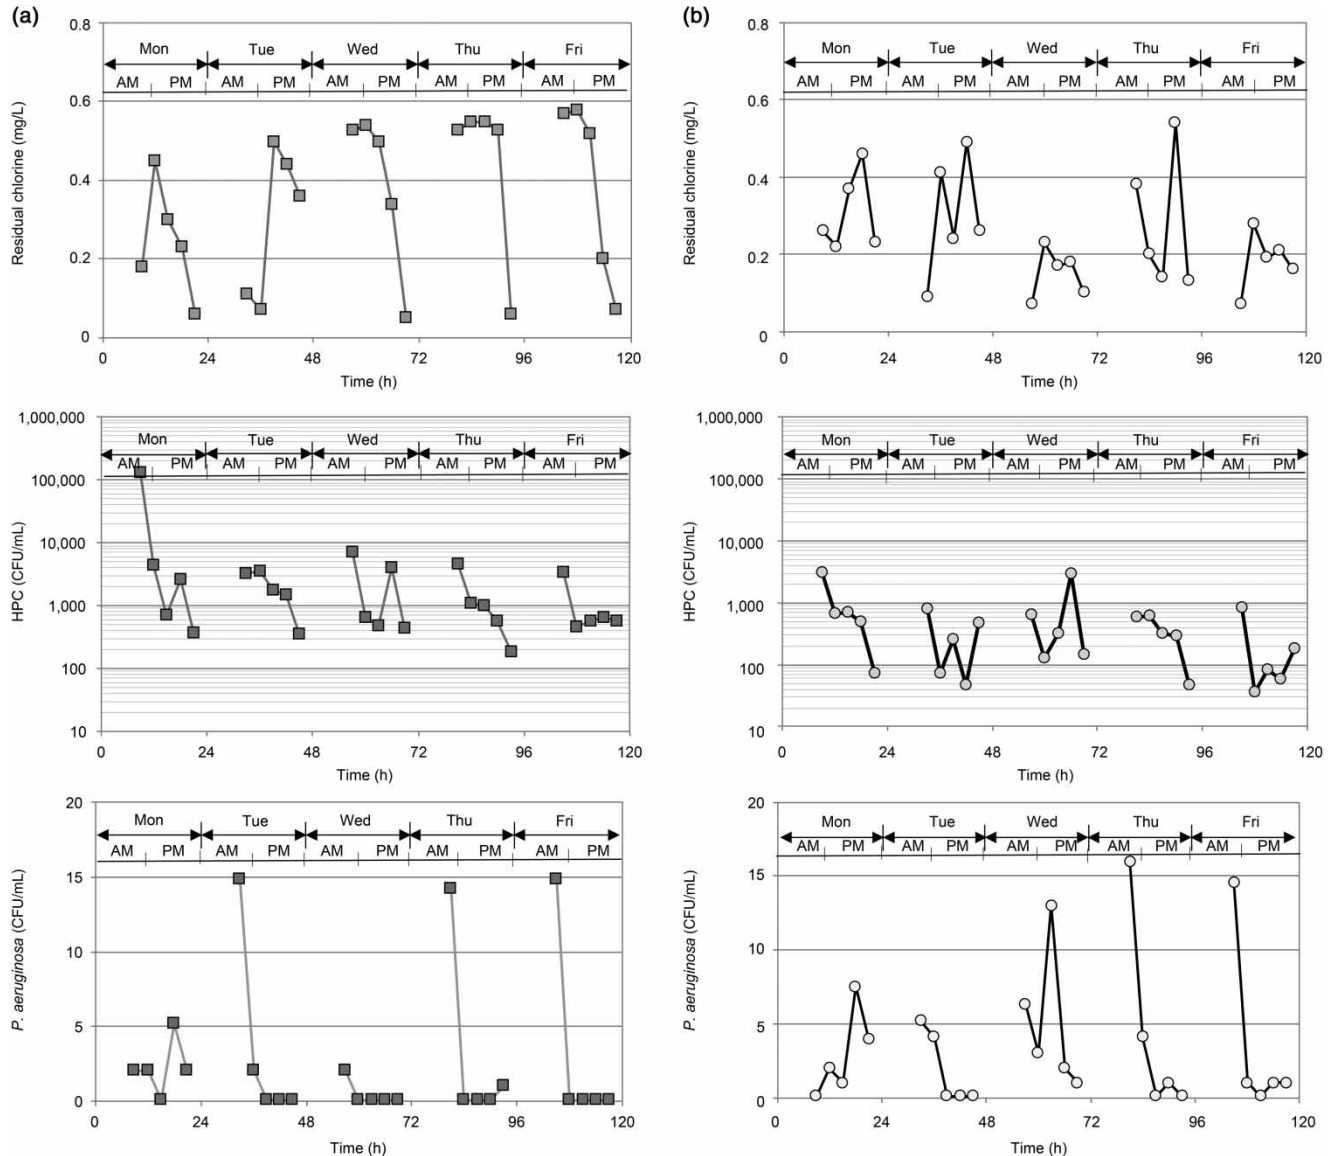 (a)
0.8
Mon Tue Wed Thu Fri
AM PM AM PM AM PM AM PM AM PM
0.6
0.4
0.2
0
Residual chlorine (mg/L)
0 24 48 72 96 120
Time (h)
(b)
0.8
Mon Tue Wed Thu Fri
AM PM AM PM AM PM AM PM AM PM
0.6
0.4
0.2
0
Residual chlorine (mg/L)
0 24 48 72 96 120
Time (h)
1,000,000
Mon Tue Wed Thu Fri
AM PM AM PM AM PM AM PM AM PM
100,000
10,000
1,000
100
10
HPC (CFU/mL)
0 24 48 72 96 120
Time (h)
1,000,000
Mon Tue Wed Thu Fri
AM PM AM PM AM PM AM PM AM PM
100,000
10,000
1,000
100
10
HPC (CFU/mL)
0 24 48 72 96 120
Time (h)
20
Mon Tue Wed Thu Fri
AM PM AM PM AM PM AM PM AM PM
15
10
5
0
P. aeruginosa (CFU/mL)
0 24 48 72 96 120
Time (h)
20
Mon Tue Wed Thu Fri
AM PM AM PM AM PM AM PM AM PM
15
10
5
0
P. aeruginosa (CFU/mL)
0 24 48 72 96 120
Time (h)